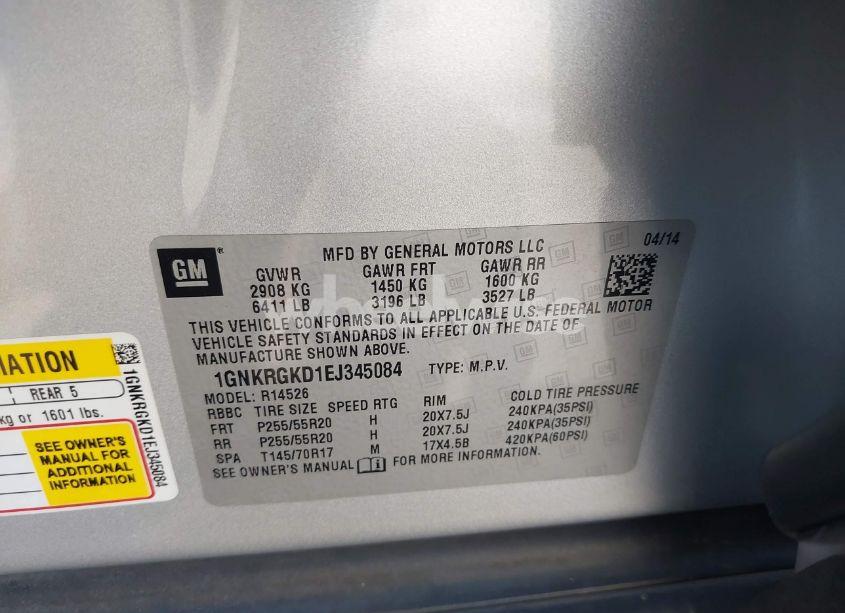 MFD BY GENERAL MOTORS LLC
04/14
GM®
GVWR GAWR FRT GAWR RR
2908 KG 1450 KG 1600 KG
6411 LB 3196 LB 3527 LB
THIS VEHICLE CONFORMS TO ALL APPLICABLE U.S. FEDERAL MOTOR
VEHICLE SAFETY STANDARDS IN EFFECT ON THE DATE OF
MANUFACTURE SHOWN ABOVE.
1GNKRGKD1EJ345084 TYPE: M.P.V.
MODEL: R14526
RBBC TIRE SIZE SPEED RTG RIM COLD TIRE PRESSURE
FRT P255/55R20 H 20X7.5J 240KPA(35PSI)
RR P255/55R20 H 20X7.5J 240KPA(35PSI)
SPA T145/70R17 M 17X4.5B 420KPA(60PSI)
SEE OWNER'S MANUAL FOR MORE INFORMATION.
REAR 5
kg or 1601 lbs.
SEE OWNER'S
MANUAL FOR
ADDITIONAL
INFORMATION
1GNKRGKD1EJ345084